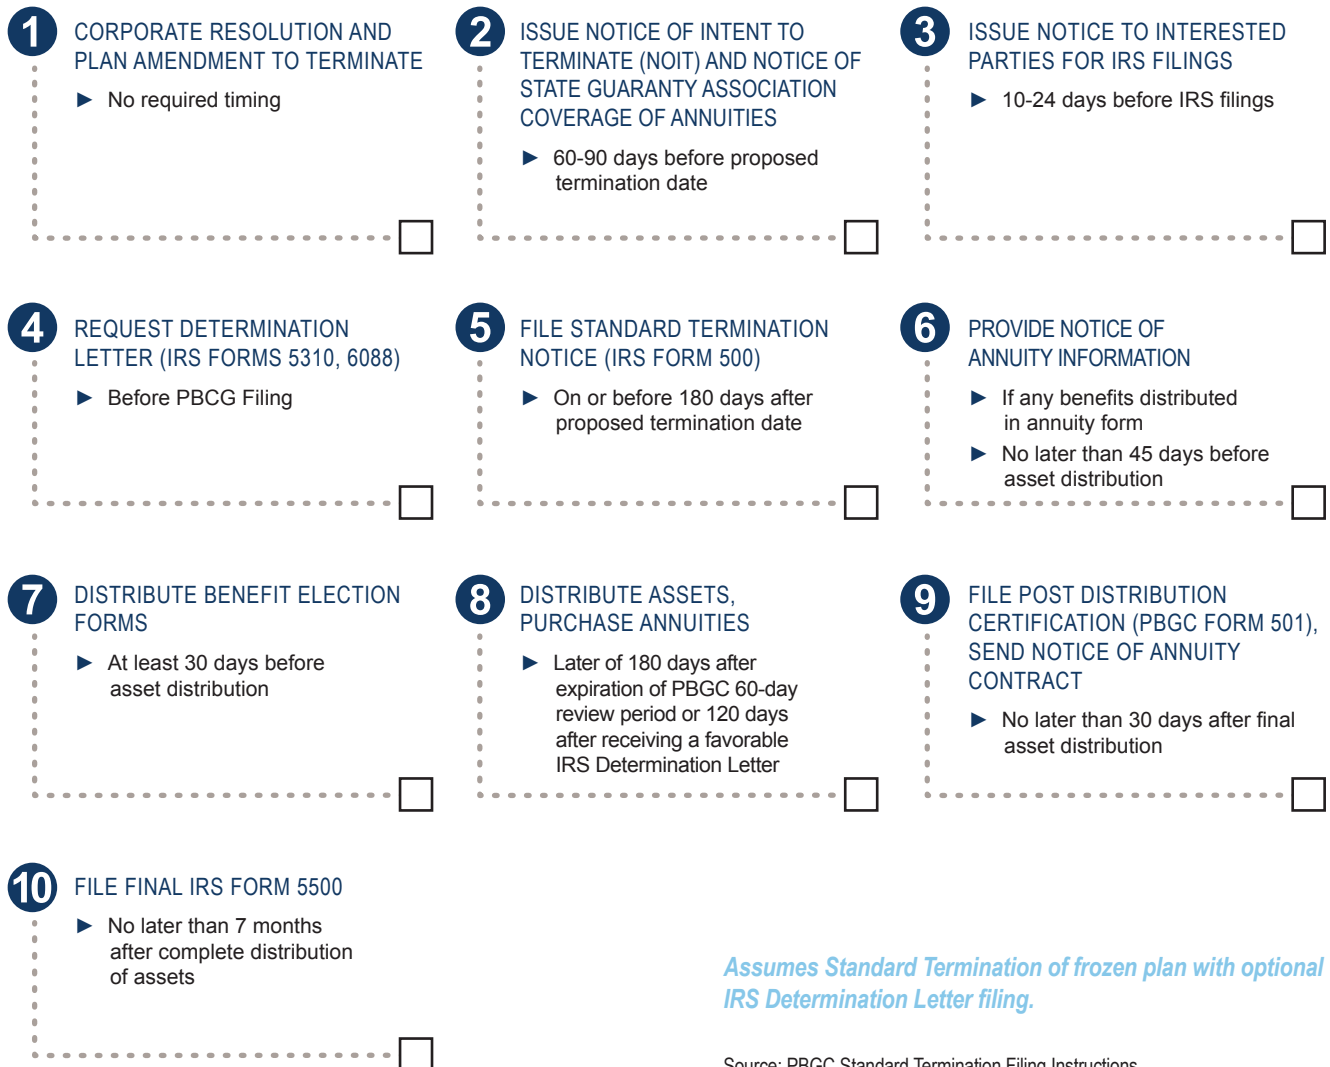 1
CORPORATE RESOLUTION AND
PLAN AMENDMENT TO TERMINATE
► No required timing
2
ISSUE NOTICE OF INTENT TO
TERMINATE (NOIT) AND NOTICE OF
STATE GUARANTY ASSOCIATION
COVERAGE OF ANNUITIES
► 60-90 days before proposed
termination date
3
ISSUE NOTICE TO INTERESTED
PARTIES FOR IRS FILINGS
► 10-24 days before IRS filings
4
REQUEST DETERMINATION
LETTER (IRS FORMS 5310, 6088)
► Before PBCG Filing
5
FILE STANDARD TERMINATION
NOTICE (IRS FORM 500)
► On or before 180 days after
proposed termination date
6
PROVIDE NOTICE OF
ANNUITY INFORMATION
► If any benefits distributed
in annuity form
► No later than 45 days before
asset distribution
7
DISTRIBUTE BENEFIT ELECTION
FORMS
► At least 30 days before
asset distribution
8
DISTRIBUTE ASSETS,
PURCHASE ANNUITIES
► Later of 180 days after
expiration of PBGC 60-day
review period or 120 days
after receiving a favorable
IRS Determination Letter
9
FILE POST DISTRIBUTION
CERTIFICATION (PBGC FORM 501),
SEND NOTICE OF ANNUITY
CONTRACT
► No later than 30 days after final
asset distribution
10
FILE FINAL IRS FORM 5500
► No later than 7 months
after complete distribution
of assets
Assumes Standard Termination of frozen plan with optional
IRS Determination Letter filing.
Source: PBGC Standard Termination Filing Instructions